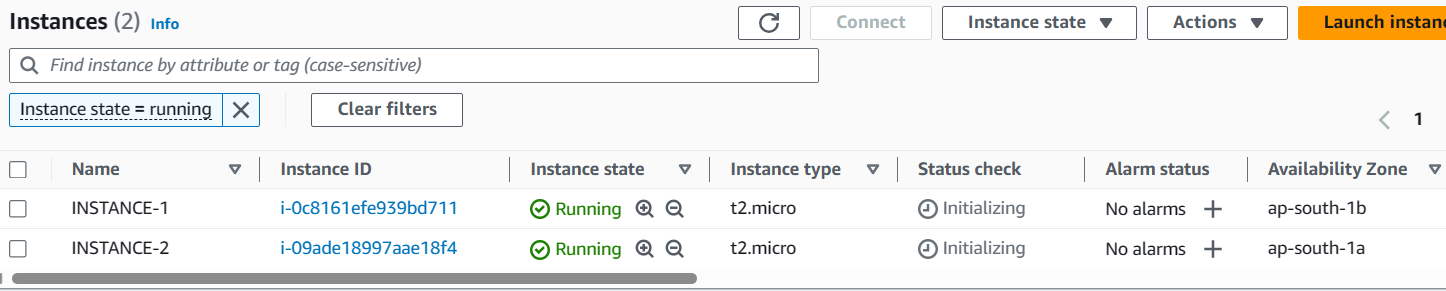 Instances (2) Info Connect Instance state Actions Launch instanc
Find instance by attribute or tag (case-sensitive)
Instance state = running Clear filters
1
Name Instance ID Instance state Instance type Status check Alarm status Availability Zone
INSTANCE-1 i-0c8161efe939bd711 Running t2.micro Initializing No alarms ap-south-1b
INSTANCE-2 i-09ade18997aae18f4 Running t2.micro Initializing No alarms ap-south-1a